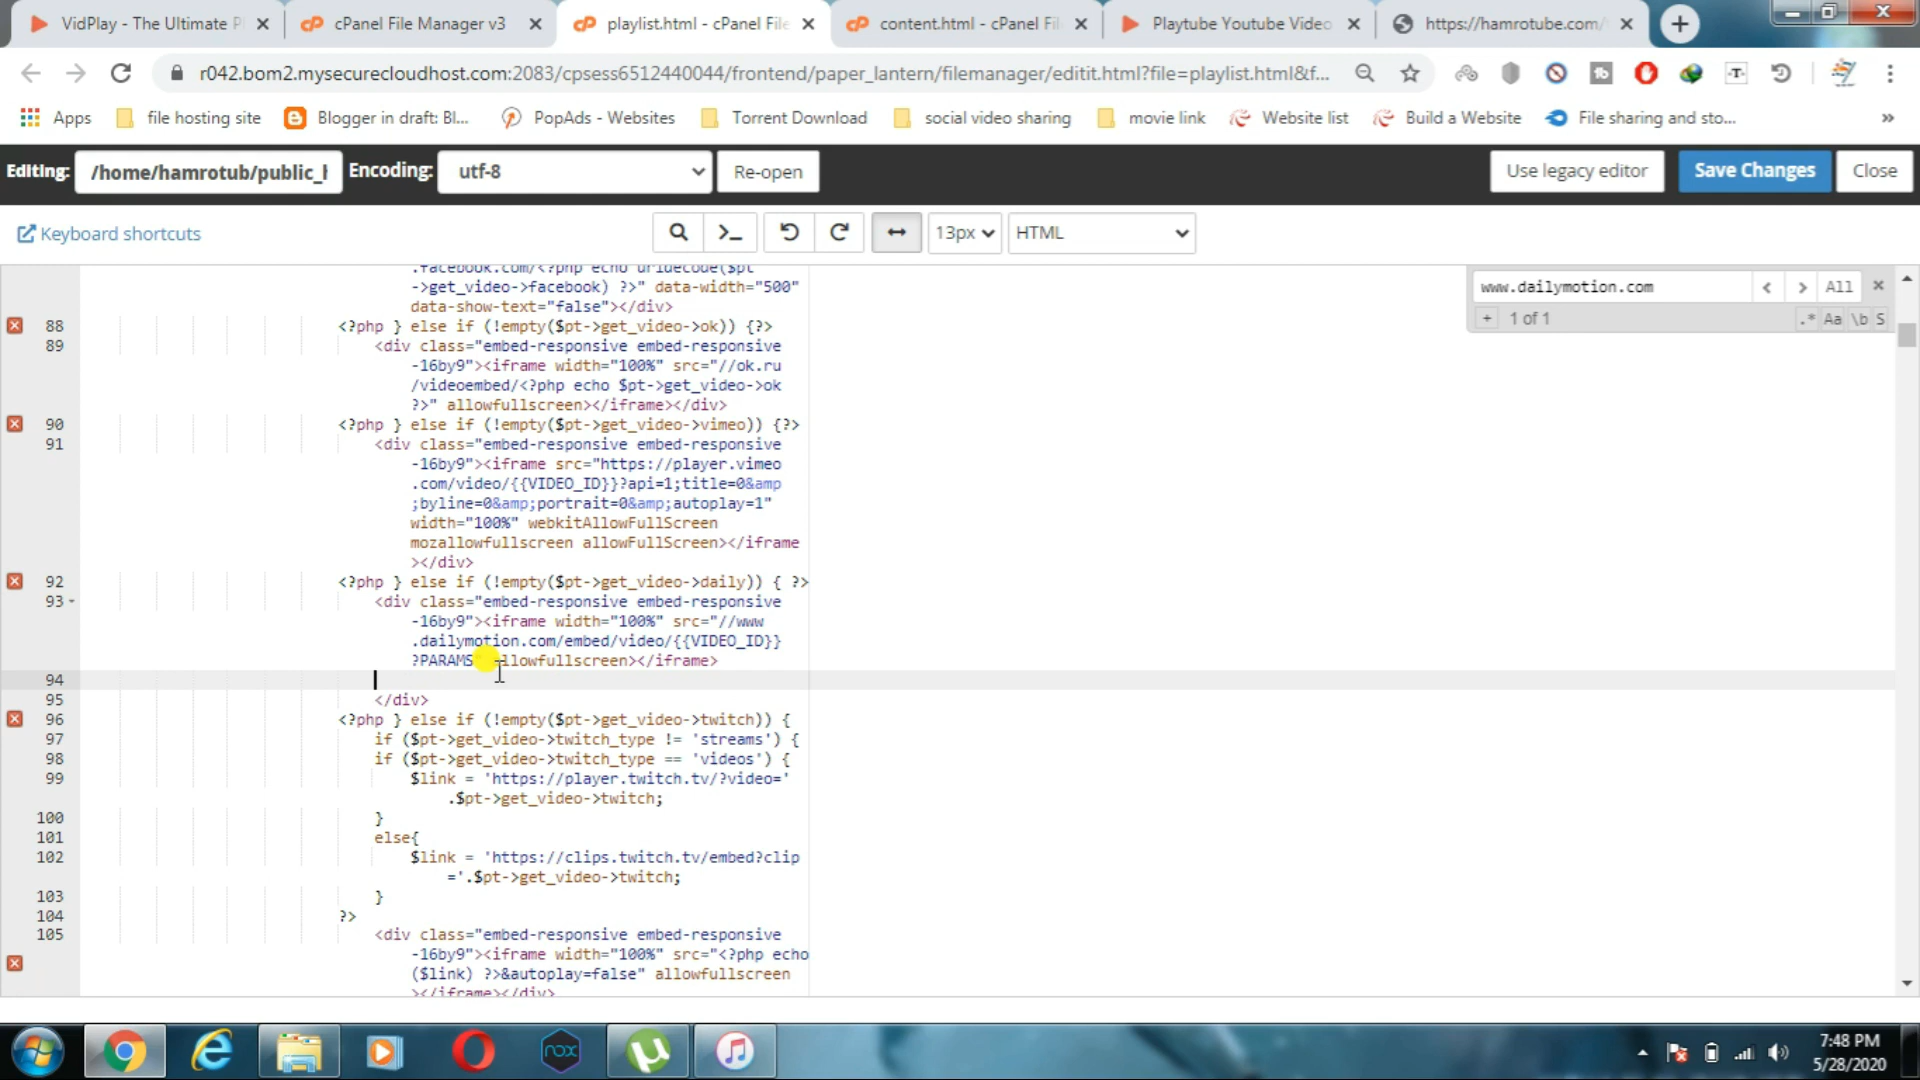 VidPlay - The Ultimate P
cPanel File Manager v3
playlist.html - cPanel File
content.html - cPanel Fil
Playtube Youtube Video
https://hamrotube.com/
r042.bom2.mysecurecloudhost.com:2083/cpsess6512440044/frontend/paper_lantern/filemanager/editit.html?file=playlist.html&f...
Apps
file hosting site
Blogger in draft: Bl...
PopAds - Websites
Torrent Download
social video sharing
movie link
Website list
Build a Website
File sharing and sto...
»
Editing:
/home/hamrotub/public_h
Encoding:
utf-8
Re-open
Use legacy editor
Save Changes
Close
Keyboard shortcuts
13px
HTML
www.dailymotion.com
All
+
1 of 1
.*
Aa
\b
S
.facebook.com/<?php echo urldecode($pt
->get_video->facebook) ?>" data-width="500"
data-show-text="false"></div>
88 <?php } else if (!empty($pt->get_video->ok)) {?>
89 <div class="embed-responsive embed-responsive
-16by9"><iframe width="100%" src="//ok.ru
/videoembed/<?php echo $pt->get_video->ok
?>" allowfullscreen></iframe></div>
90 <?php } else if (!empty($pt->get_video->vimeo)) {?>
91 <div class="embed-responsive embed-responsive
-16by9"><iframe src="https://player.vimeo
.com/video/{{VIDEO_ID}}?api=1;title=0&amp
;byline=0&amp;portrait=0&amp;autoplay=1"
width="100%" webkitAllowFullScreen
mozallowfullscreen allowFullScreen></iframe
></div>
92 <?php } else if (!empty($pt->get_video->daily)) { ?>
93 <div class="embed-responsive embed-responsive
-16by9"><iframe width="100%" src="//www
.dailymotion.com/embed/video/{{VIDEO_ID}}
?PARAMS" allowfullscreen></iframe>
94
95 </div>
96 <?php } else if (!empty($pt->get_video->twitch)) {
97 if ($pt->get_video->twitch_type != 'streams') {
98 if ($pt->get_video->twitch_type == 'videos') {
99 $link = 'https://player.twitch.tv/?video='
.$pt->get_video->twitch;
100 }
101 else{
102 $link = 'https://clips.twitch.tv/embed?clip
='.$pt->get_video->twitch;
103 }
104 ?>
105 <div class="embed-responsive embed-responsive
-16by9"><iframe width="100%" src="<?php echo
($link) ?>&autoplay=false" allowfullscreen
></iframe></div>
nox
7:48 PM
5/28/2020